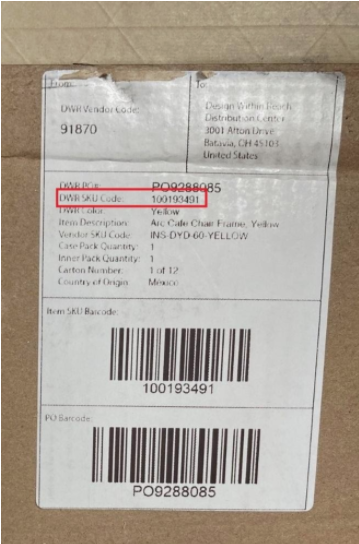 From:
To:
DWR Vendor Code:
91870
Design Within Reach
Distribution Center
3001 Afton Drive
Batavia, OH 45103
United States
DWR PO#: PO9288085
DWR SKU Code: 100193491
DWR Color: Yellow
Item Description: Arc Cafe Chair Frame, Yellow
Vendor SKU Code: INS-DYD-60-YELLOW
Case Pack Quantity: 1
Inner Pack Quantity: 1
Carton Number: 1 of 12
Country of Origin: Mexico
Item SKU Barcode:
100193491
PO Barcode:
PO9288085